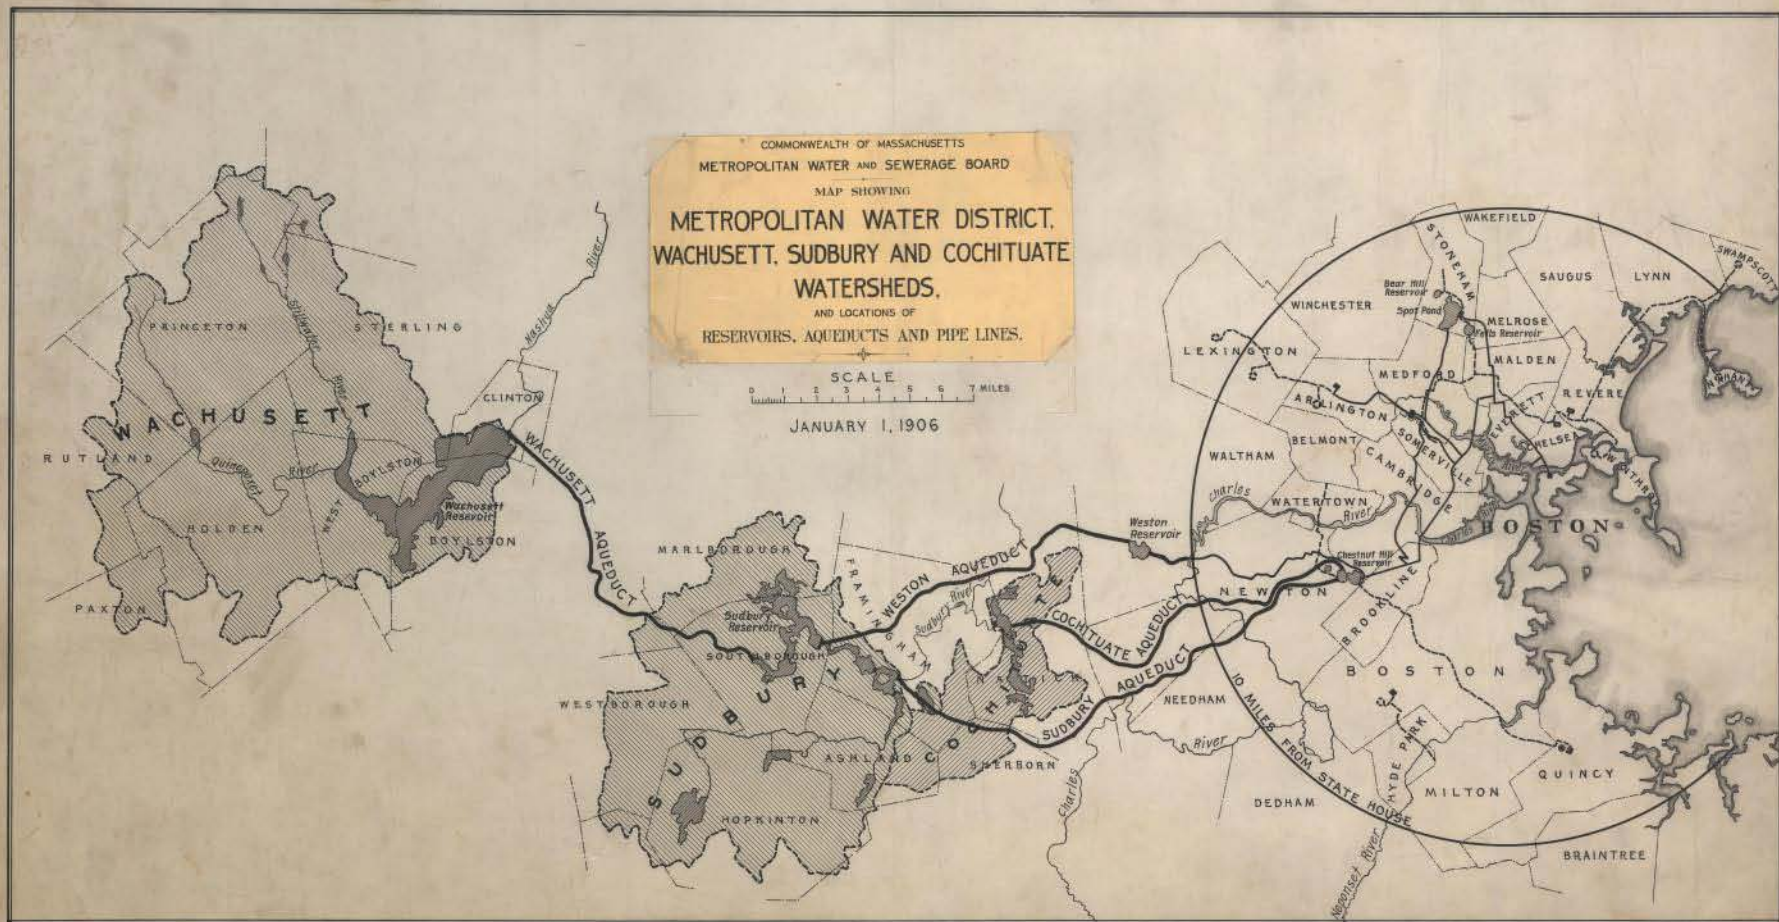 COMMONWEALTH OF MASSACHUSETTS
METROPOLITAN WATER AND SEWERAGE BOARD
MAP SHOWING
METROPOLITAN WATER DISTRICT,
WACHUSETT, SUDBURY AND COCHITUATE
WATERSHEDS,
AND LOCATIONS OF
RESERVOIRS, AQUEDUCTS AND PIPE LINES.
SCALE
0 1 2 3 4 5 6 7 MILES
JANUARY 1, 1906
PRINCETON
STERLING
Stillwater
River
WACHUSETT
RUTLAND
Quinepoxet
River
HOLDEN
WEST BOYLSTON
PAXTON
Nashua
River
CLINTON
Wachusett
Reservoir
BOYLSTON
WACHUSETT
AQUEDUCT
MARLBOROUGH
Sudbury
Reservoir
SOUTHBOROUGH
WESTBOROUGH
SUDBURY
ASHLAND
HOPKINTON
FRAMINGHAM
WESTON AQUEDUCT
Sudbury River
COCHITUATE
NATICK
SHERBORN
COCHITUATE AQUEDUCT
SUDBURY AQUEDUCT
Weston
Reservoir
Charles
River
NEEDHAM
DEDHAM
10 MILES FROM STATE HOUSE
WAKEFIELD
STONEHAM
SAUGUS
LYNN
SWAMPSCOTT
Bear Hill
Reservoir
Spot Pond
WINCHESTER
MELROSE
Fells Reservoir
LEXINGTON
MALDEN
MEDFORD
REVERE
NAHANT
ARLINGTON
EVERETT
CHELSEA
BELMONT
SOMERVILLE
WALTHAM
CAMBRIDGE
WINTHROP
Charles
River
WATERTOWN
BOSTON
Chestnut Hill
Reservoir
NEWTON
BROOKLINE
BOSTON
HYDE PARK
QUINCY
MILTON
BRAINTREE
Neponset River